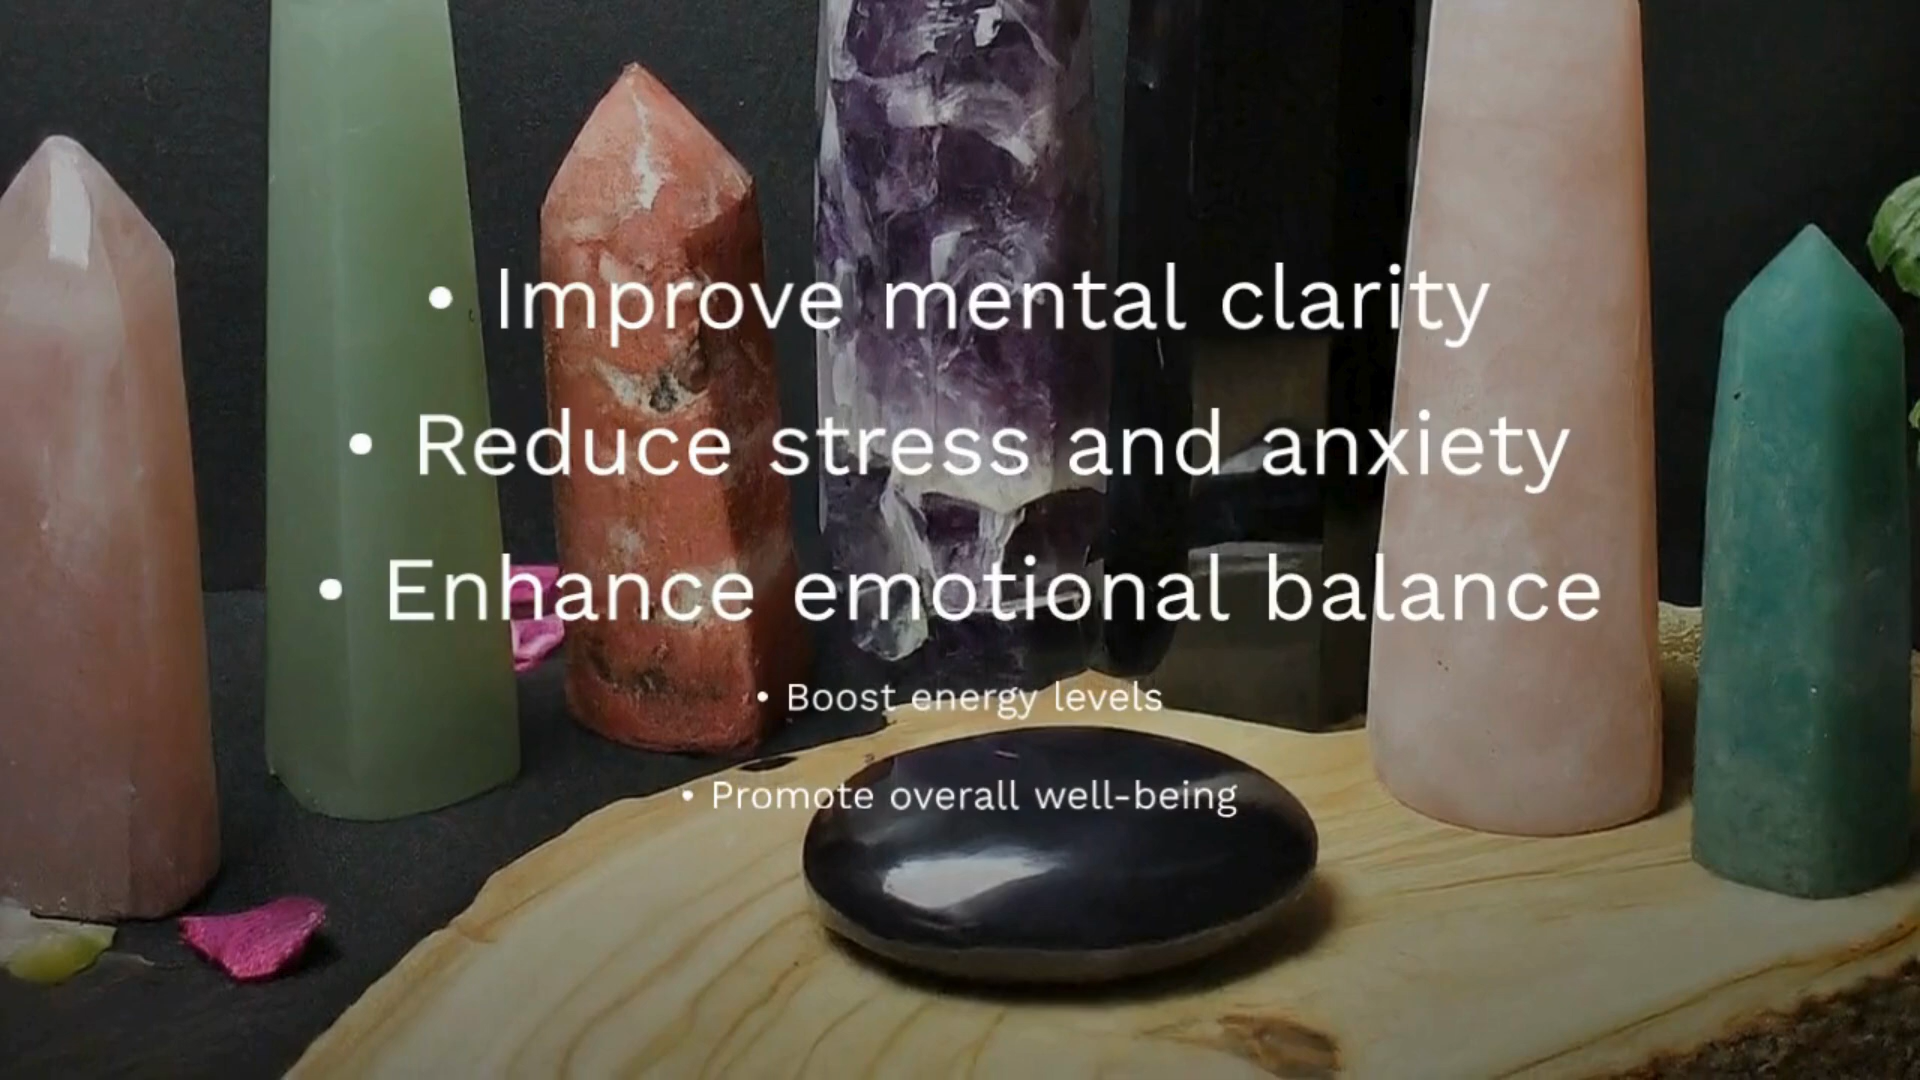 • Improve mental clarity
• Reduce stress and anxiety
• Enhance emotional balance
• Boost energy levels
• Promote overall well-being